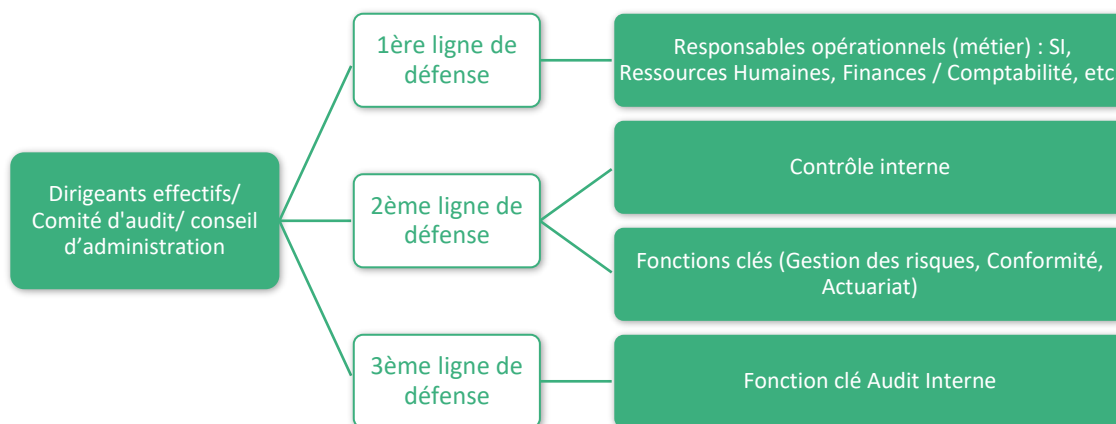 1ère ligne de
défense
Responsables opérationnels (métier) : SI,
Ressources Humaines, Finances / Comptabilité, etc
Dirigeants effectifs/
Comité d'audit/ conseil
d’administration
2ème ligne de
défense
Contrôle interne
Fonctions clés (Gestion des risques, Conformité,
Actuariat)
3ème ligne de
défense
Fonction clé Audit Interne